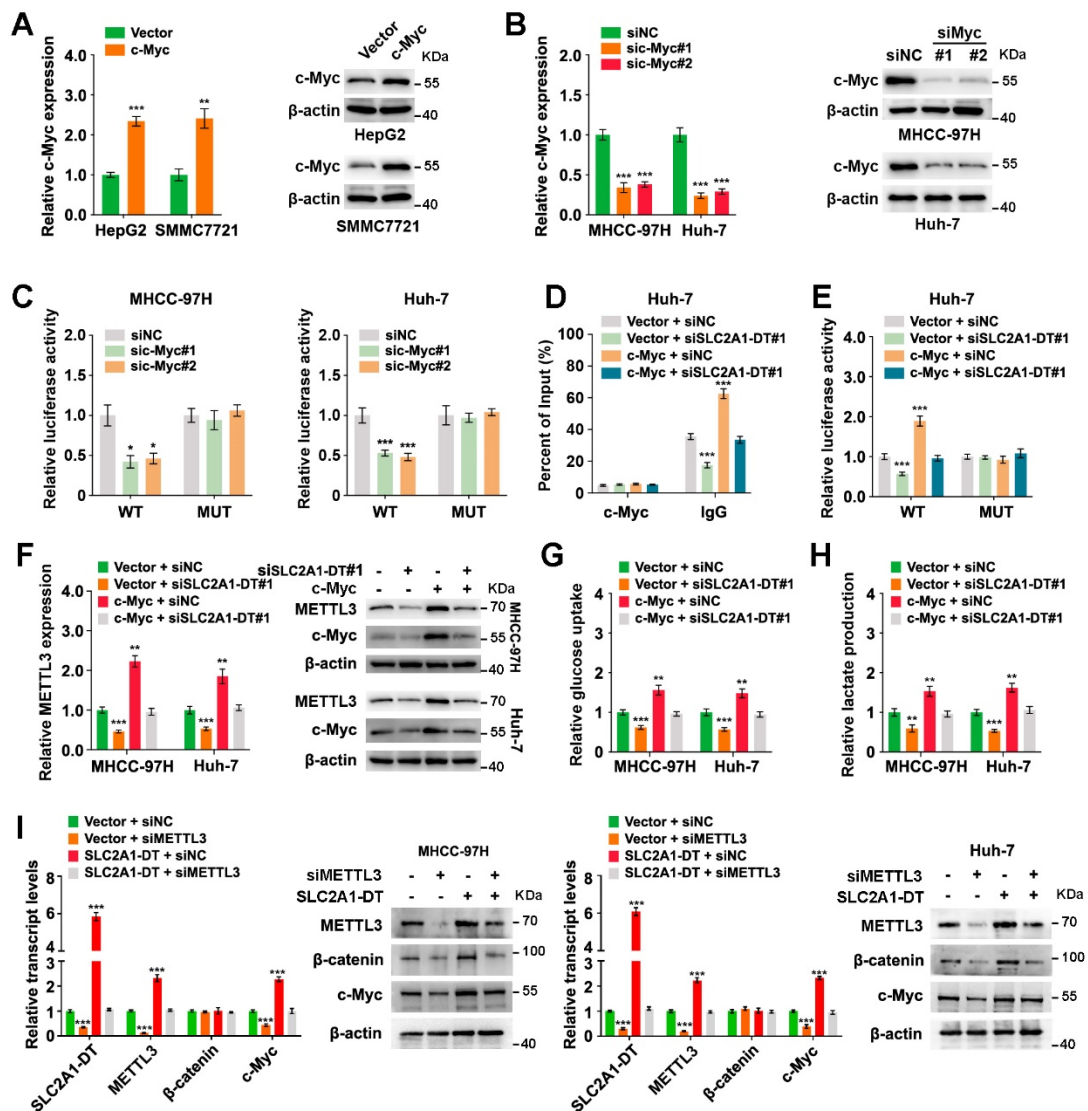 A
Vector
c-Myc
Relative c-Myc expression
4.0
3.2
2.4
1.6
0.8
0.0
***
**
HepG2 SMMC7721
Vector c-Myc KDa
c-Myc 55
β-actin 40
HepG2
c-Myc 55
β-actin 40
SMMC7721
B
siNC
sic-Myc#1
sic-Myc#2
Relative c-Myc expression
2.0
1.5
1.0
0.5
0.0
*** *** *** ***
MHCC-97H Huh-7
siMyc
siNC #1 #2 KDa
c-Myc 55
β-actin 40
MHCC-97H
c-Myc 55
β-actin 40
Huh-7
C
MHCC-97H
siNC
sic-Myc#1
sic-Myc#2
Relative luciferase activity
2.0
1.5
1.0
0.5
0.0
* *
WT MUT
Huh-7
siNC
sic-Myc#1
sic-Myc#2
Relative luciferase activity
2.0
1.5
1.0
0.5
0.0
*** ***
WT MUT
D
Huh-7
Vector + siNC
Vector + siSLC2A1-DT#1
c-Myc + siNC
c-Myc + siSLC2A1-DT#1
Percent of Input (%)
100
80
60
40
20
0
*** ***
c-Myc IgG
E
Huh-7
Vector + siNC
Vector + siSLC2A1-DT#1
c-Myc + siNC
c-Myc + siSLC2A1-DT#1
Relative luciferase activity
4.0
3.0
2.0
1.0
0.0
*** ***
WT MUT
F
Vector + siNC
Vector + siSLC2A1-DT#1
c-Myc + siNC
c-Myc + siSLC2A1-DT#1
Relative METTL3 expression
4.0
3.0
2.0
1.0
0.0
*** ** *** **
MHCC-97H Huh-7
siSLC2A1-DT#1 - + - +
c-Myc - - + + KDa
METTL3 70
c-Myc 55
β-actin 40
MHCC-97H
METTL3 70
c-Myc 55
β-actin 40
Huh-7
G
Vector + siNC
Vector + siSLC2A1-DT#1
c-Myc + siNC
c-Myc + siSLC2A1-DT#1
Relative glucose uptake
4
3
2
1
0
*** ** *** **
MHCC-97H Huh-7
H
Vector + siNC
Vector + siSLC2A1-DT#1
c-Myc + siNC
c-Myc + siSLC2A1-DT#1
Relative lactate production
4
3
2
1
0
** ** *** **
MHCC-97H Huh-7
I
Vector + siNC
Vector + siMETTL3
SLC2A1-DT + siNC
SLC2A1-DT + siMETTL3
Relative transcript levels
8
6
4
3
2
1
0
*** *** *** *** *** ***
SLC2A1-DT METTL3 β-catenin c-Myc
MHCC-97H
siMETTL3 - + - +
SLC2A1-DT - - + + KDa
METTL3 70
β-catenin 100
c-Myc 55
β-actin 40
Vector + siNC
Vector + siMETTL3
SLC2A1-DT + siNC
SLC2A1-DT + siMETTL3
Relative transcript levels
8
6
4
3
2
1
0
*** *** *** *** *** ***
SLC2A1-DT METTL3 β-catenin c-Myc
Huh-7
siMETTL3 - + - +
SLC2A1-DT - - + + KDa
METTL3 70
β-catenin 100
c-Myc 55
β-actin 40